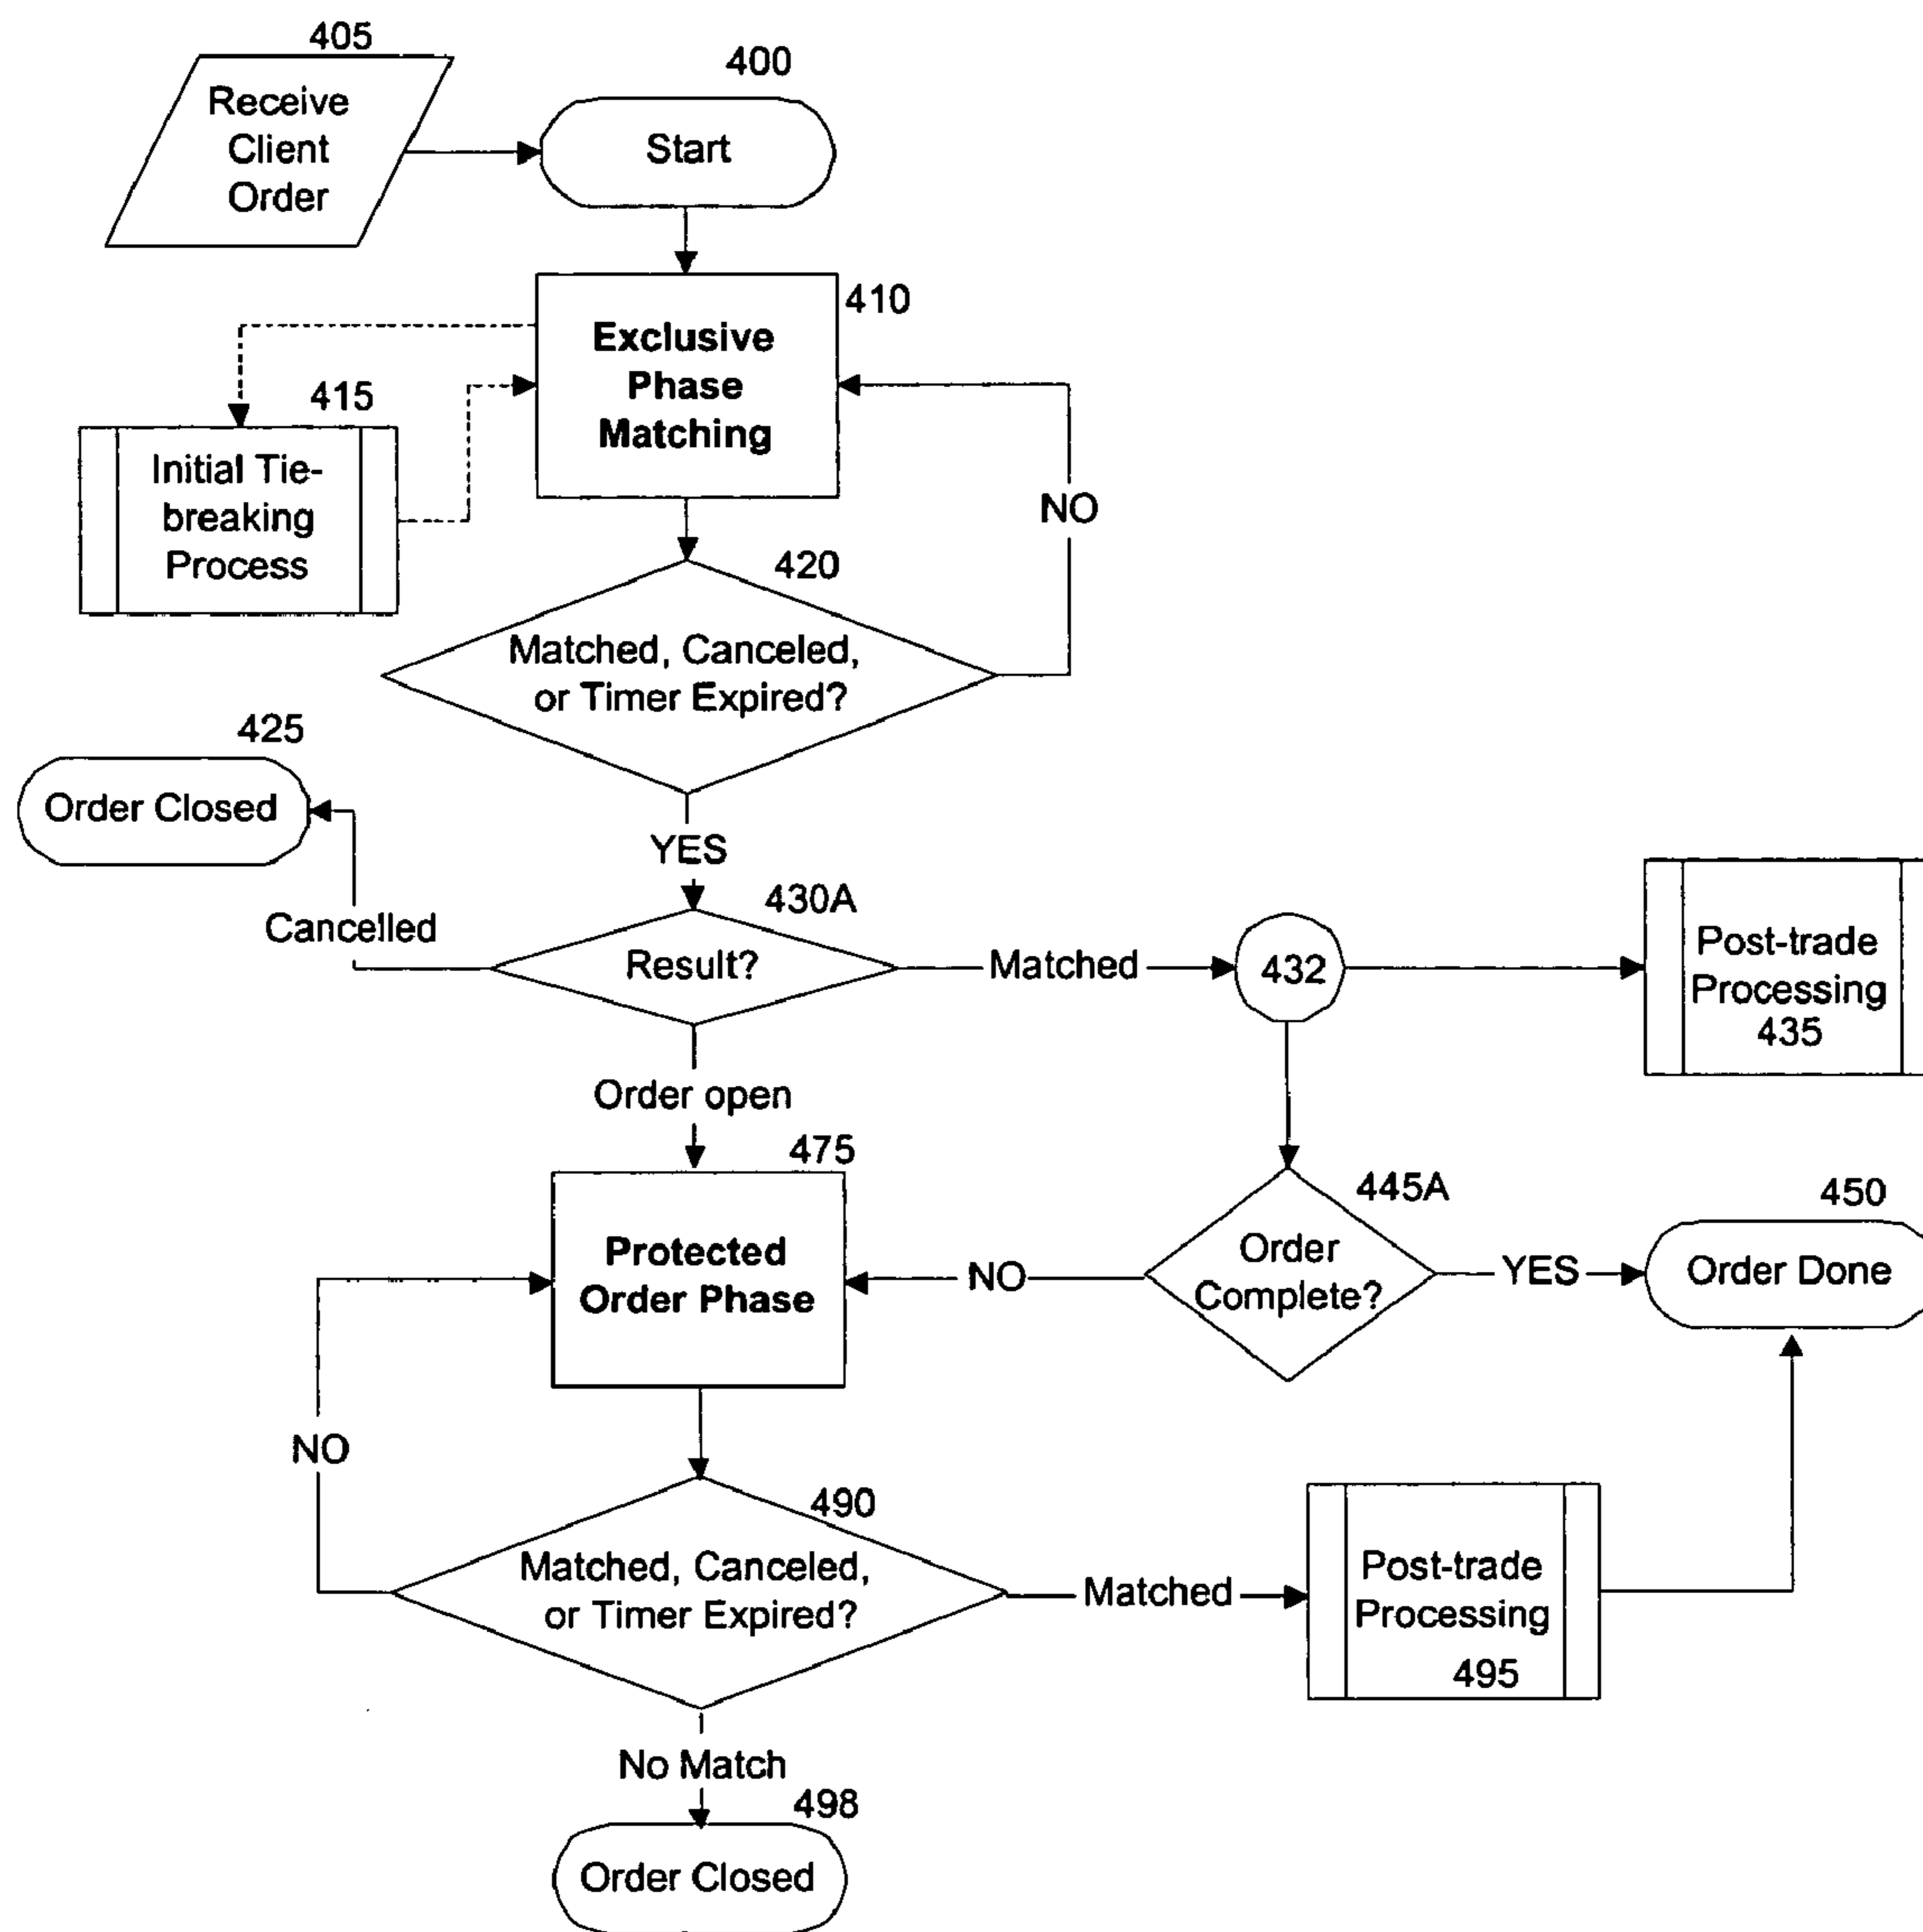 405
Receive
Client
Order
400
Start
410
Exclusive
Phase
Matching
415
Initial Tie-
breaking
Process
NO
420
Matched, Canceled,
or Timer Expired?
425
Order Closed
YES
430A
Cancelled
Result?
Matched
432
Post-trade
Processing
435
Order open
475
Protected
Order Phase
NO
445A
Order
Complete?
YES
450
Order Done
NO
490
Matched, Canceled,
or Timer Expired?
Matched
Post-trade
Processing
495
No Match
498
Order Closed